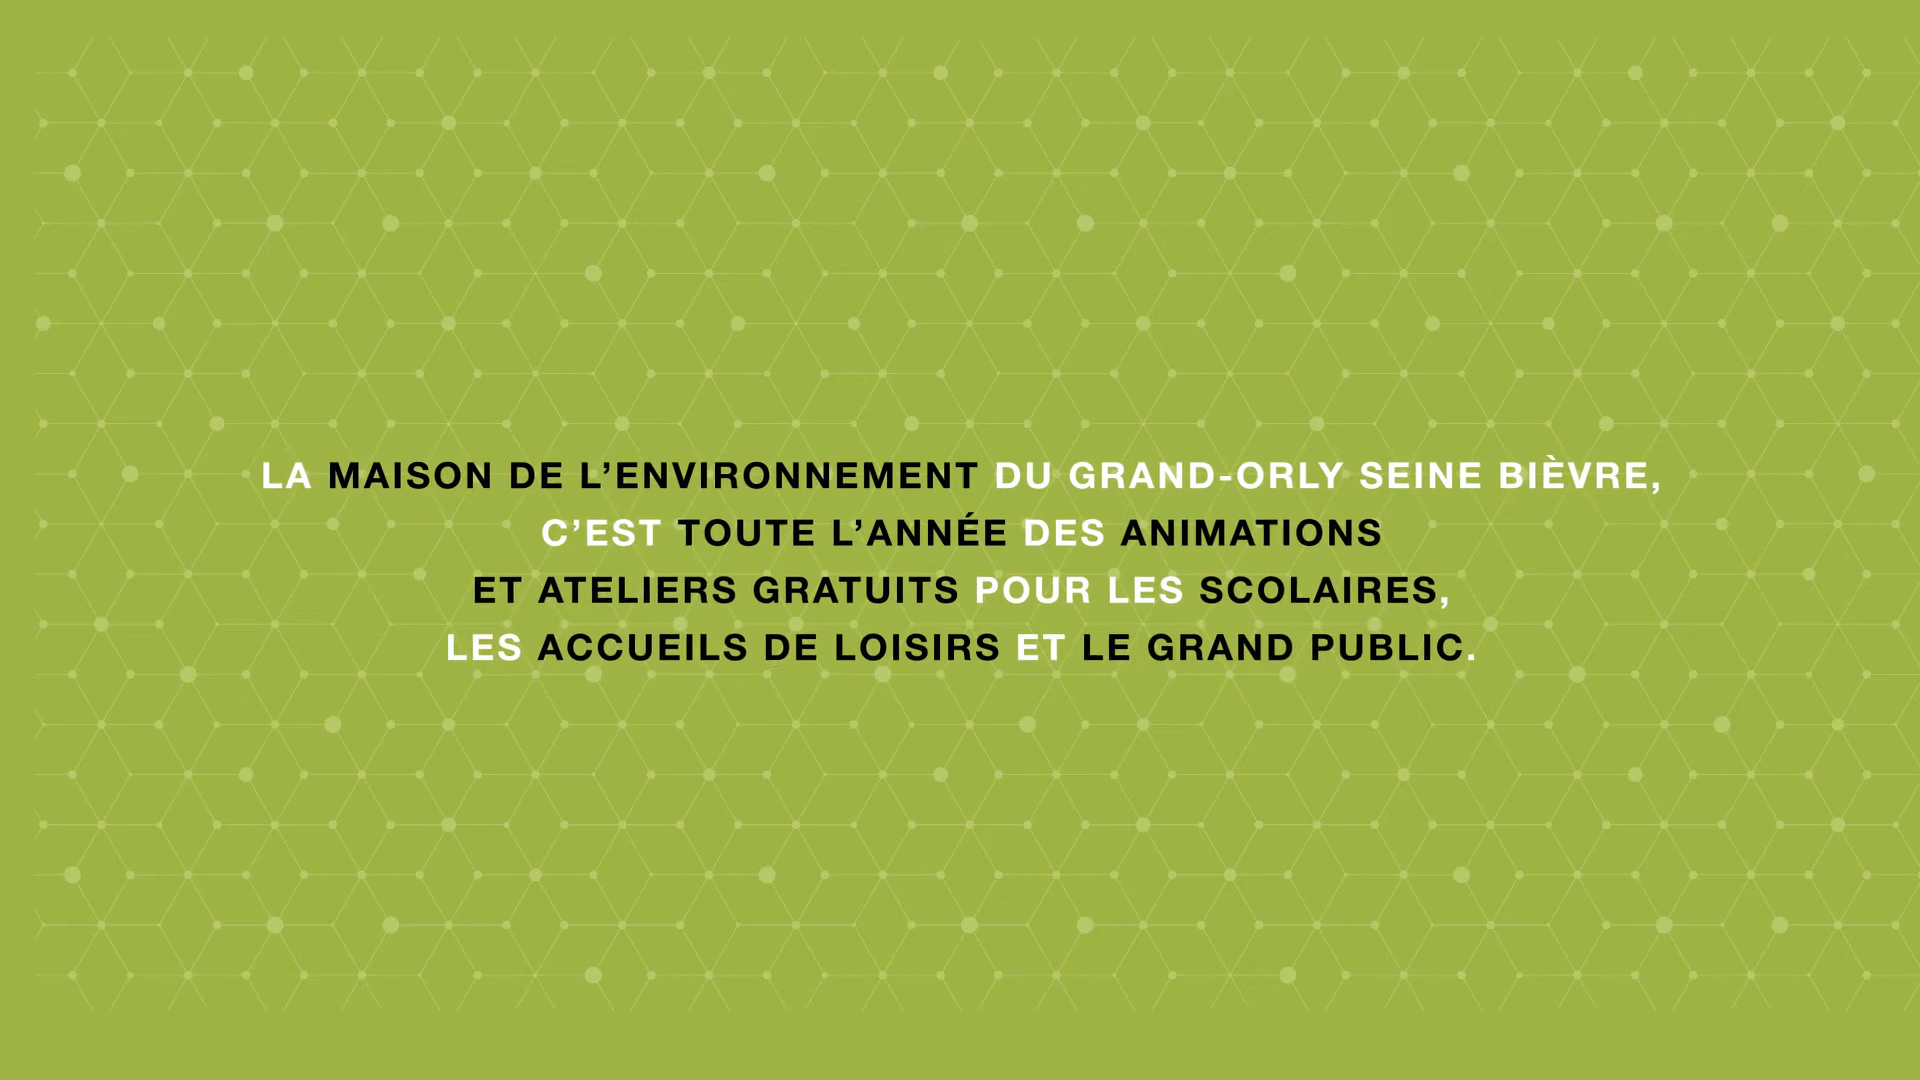 LA MAISON DE L’ENVIRONNEMENT DU GRAND-ORLY SEINE BIÈVRE,
C’EST TOUTE L’ANNÉE DES ANIMATIONS
ET ATELIERS GRATUITS POUR LES SCOLAIRES,
LES ACCUEILS DE LOISIRS ET LE GRAND PUBLIC.